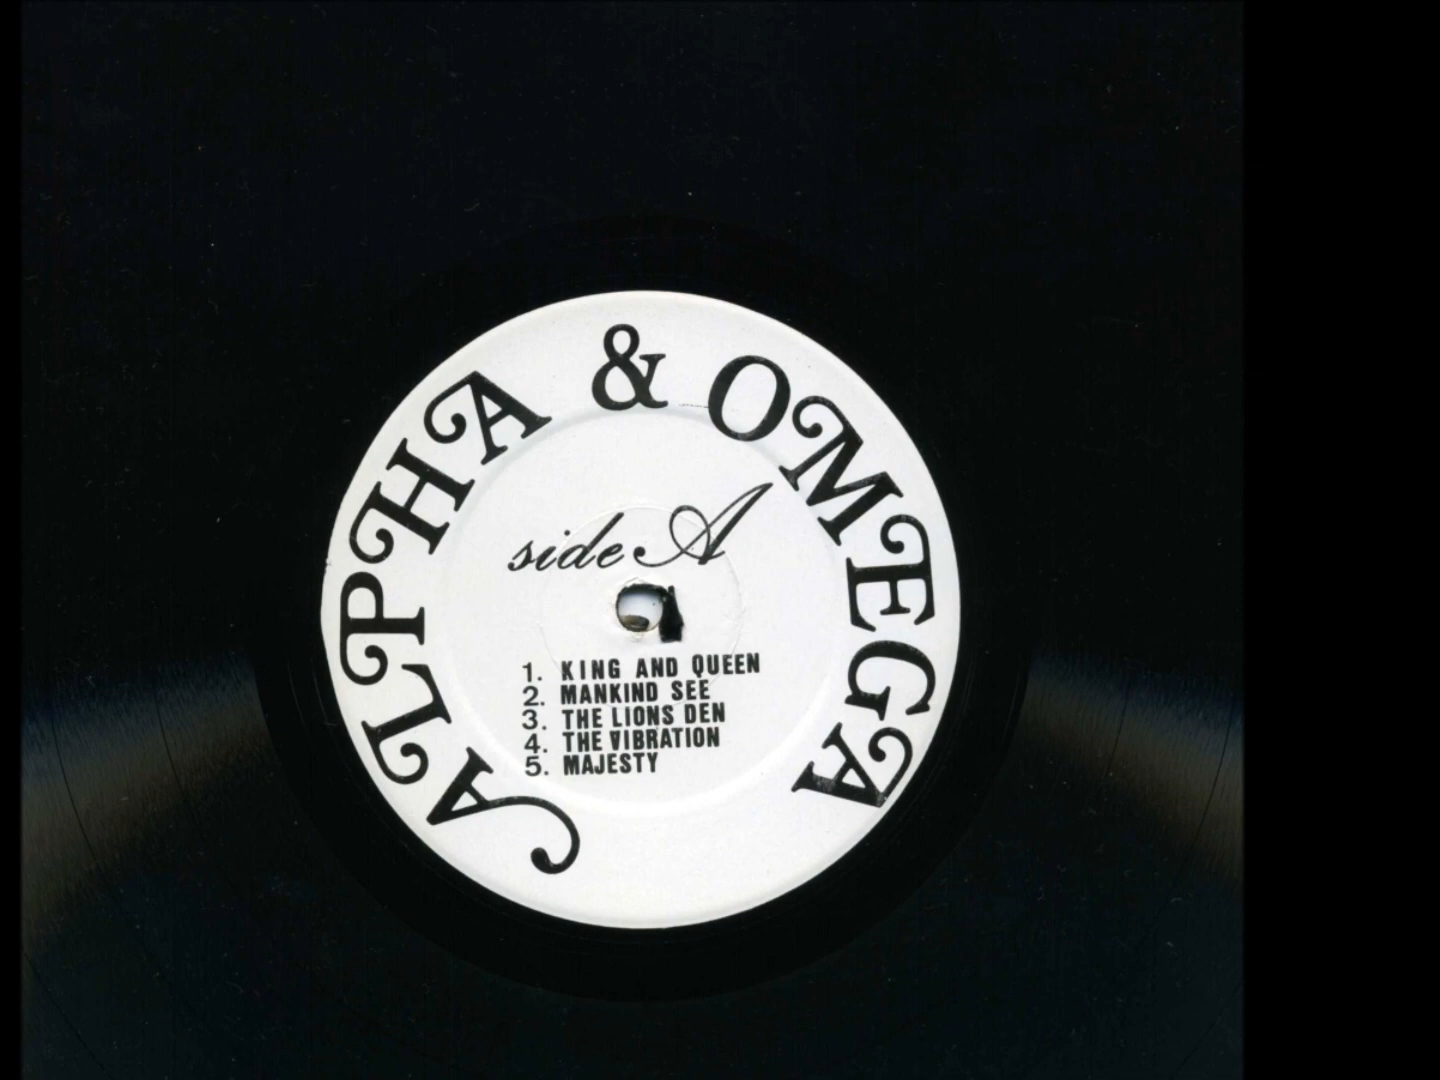 ALPHA & OMEGA
side A
1. KING AND QUEEN
2. MANKIND SEE
3. THE LIONS DEN
4. THE VIBRATION
5. MAJESTY